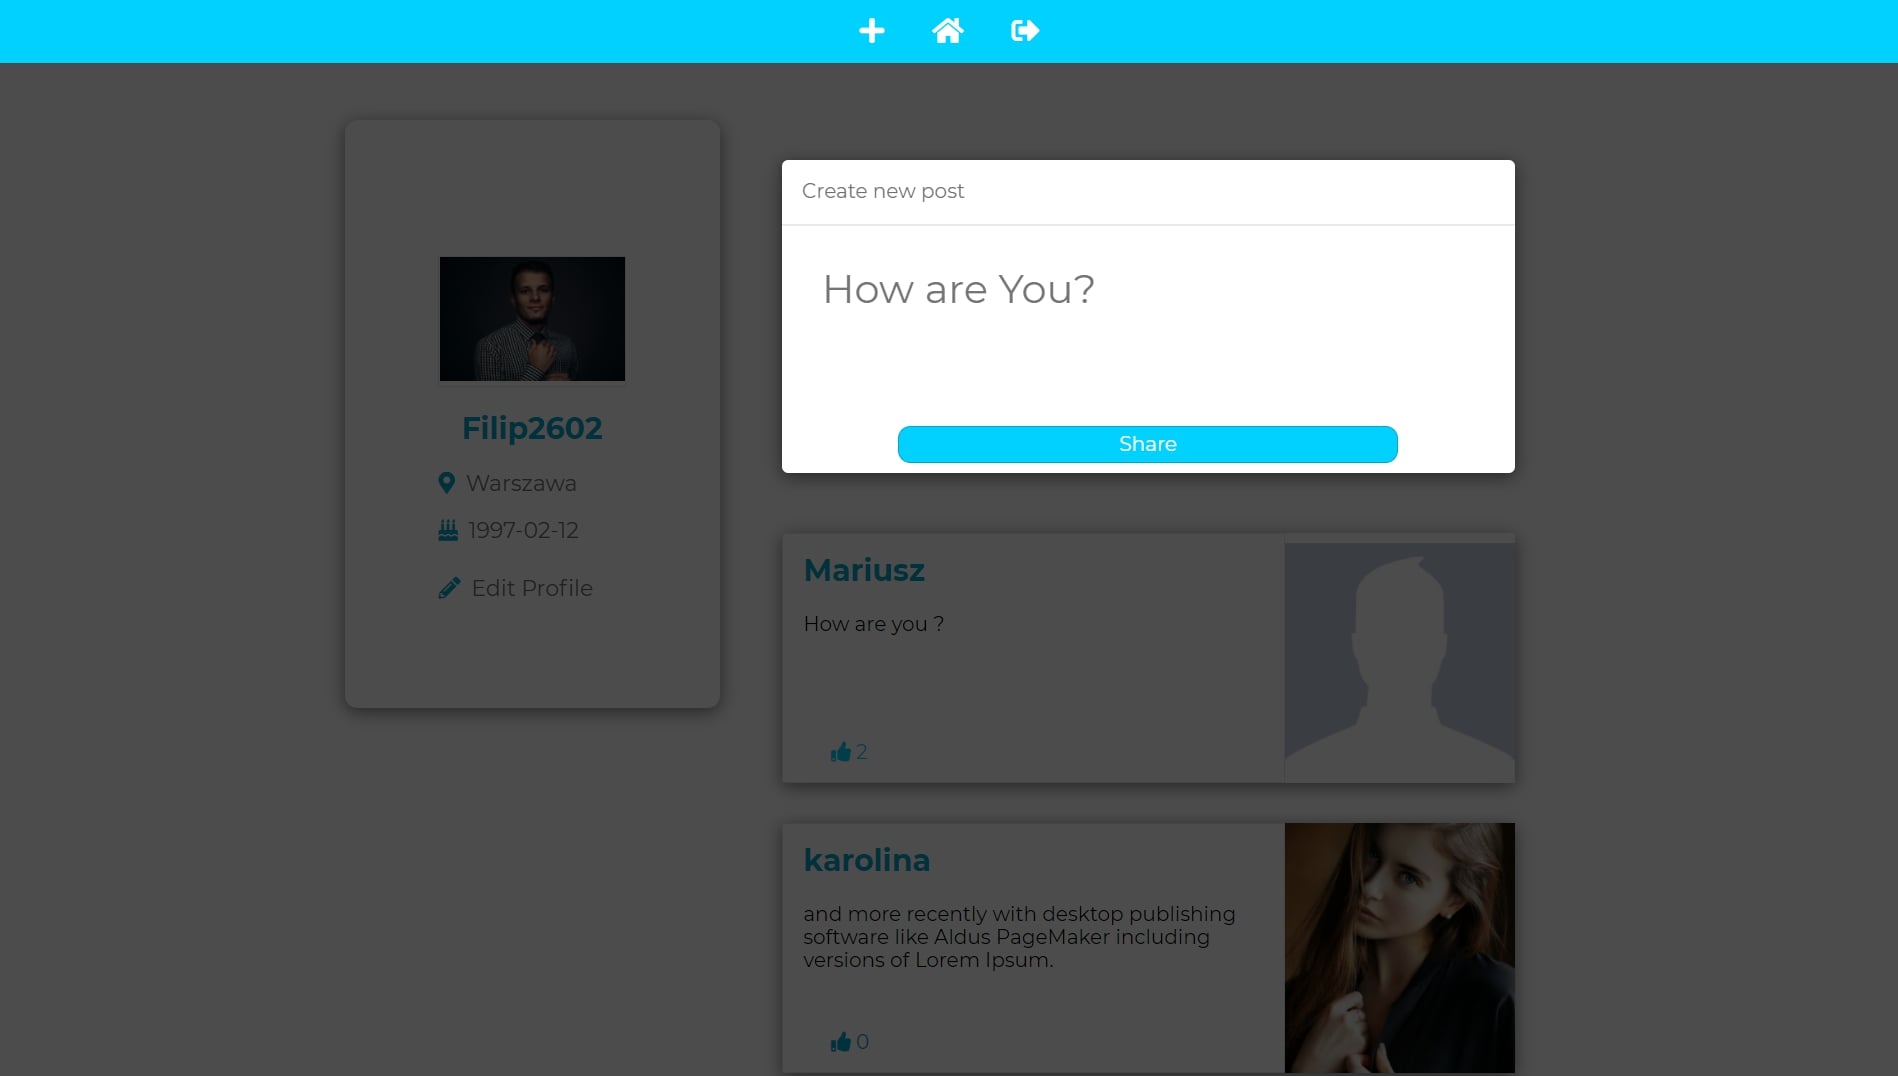 Create new post
How are You?
Share
Filip2602
Warszawa
1997-02-12
Edit Profile
Mariusz
How are you ?
2
karolina
and more recently with desktop publishing
software like Aldus PageMaker including
versions of Lorem Ipsum.
0